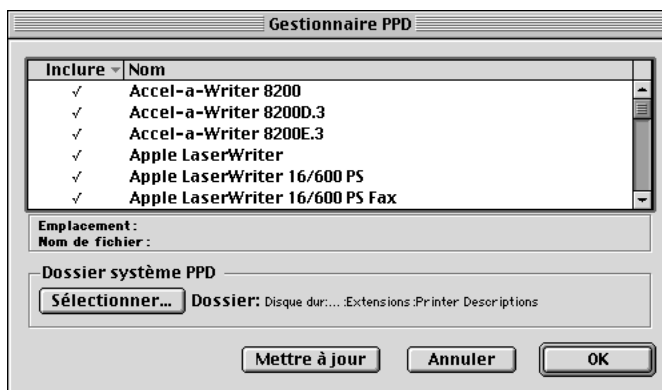 Gestionnaire PPD
Inclure Nom
√ Accel-a-Writer 8200
√ Accel-a-Writer 8200D.3
√ Accel-a-Writer 8200E.3
√ Apple LaserWriter
√ Apple LaserWriter 16/600 PS
√ Apple LaserWriter 16/600 PS Fax
Emplacement :
Nom de fichier :
Dossier système PPD
Sélectionner... Dossier: Disque dur:... :Extensions :Printer Descriptions
Mettre à jour Annuler OK